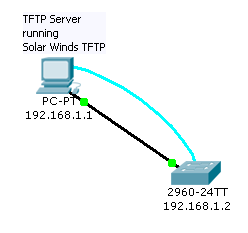 TFTP Server
running
Solar Winds TFTP
PC-PT
192.168.1.1
2960-24TT
192.168.1.2